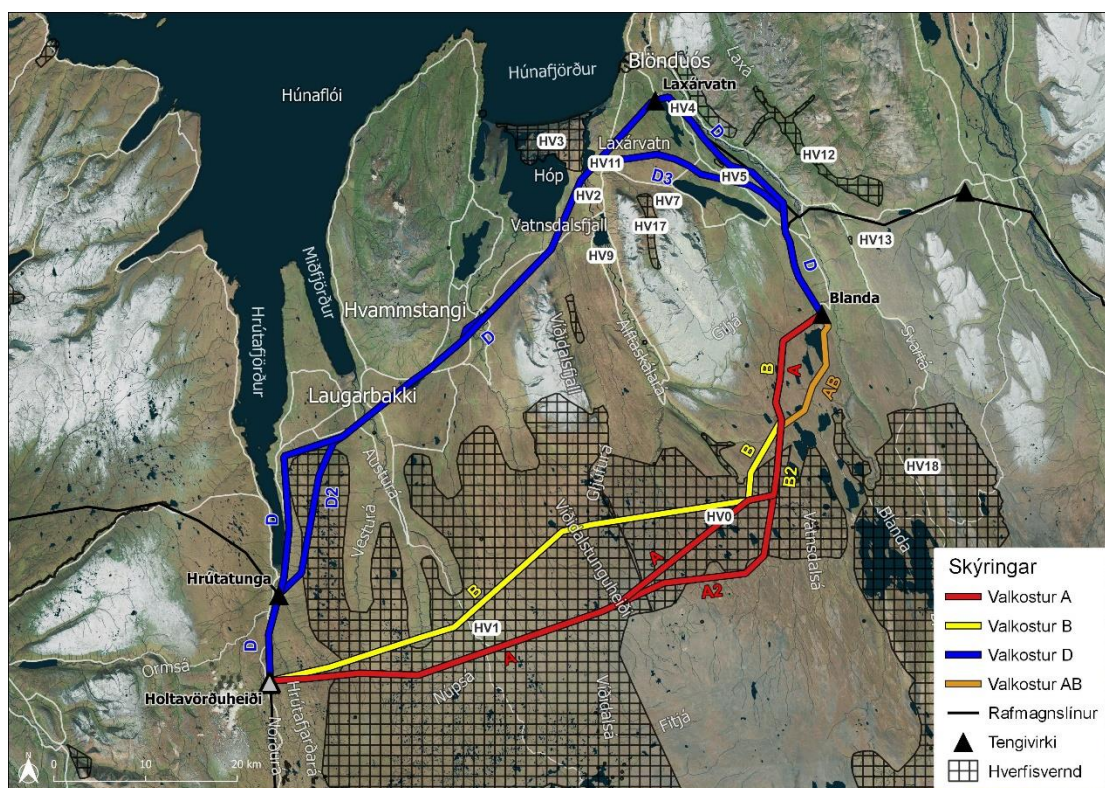 Húnaflói
Húnafjörður
Blönduós
Laxá
Laxárvatn
HV4
D
HV3
Laxárvatn
HV12
Hóp
HV11
D3
HV5
HV2
HV7
Vatnsdalsfjall
HV17
HV13
HV9
Miðfjörður
D
Hvammstangi
Blanda
Hrútafjörður
D
Víðidalsfjall
Álftaskálará
Gilá
Svartá
B
A
AB
Laugarbakki
B
D2
Austurá
Gljúfurá
B2
HV18
D
Vesturá
HV0
Vatnsdalsá
Blanda
Víðidalstunguheiði
A
Hrútatunga
B
A2
HV1
D
A
Ormsá
Núpsá
Víðidalsá
Fitjá
Holtavörðuheiði
Hrútafjarðará
Norðurá
N
0
10
20 km
Skýringar
Valkostur A
Valkostur B
Valkostur D
Valkostur AB
Rafmagnslínur
Tengivirki
Hverfisvernd